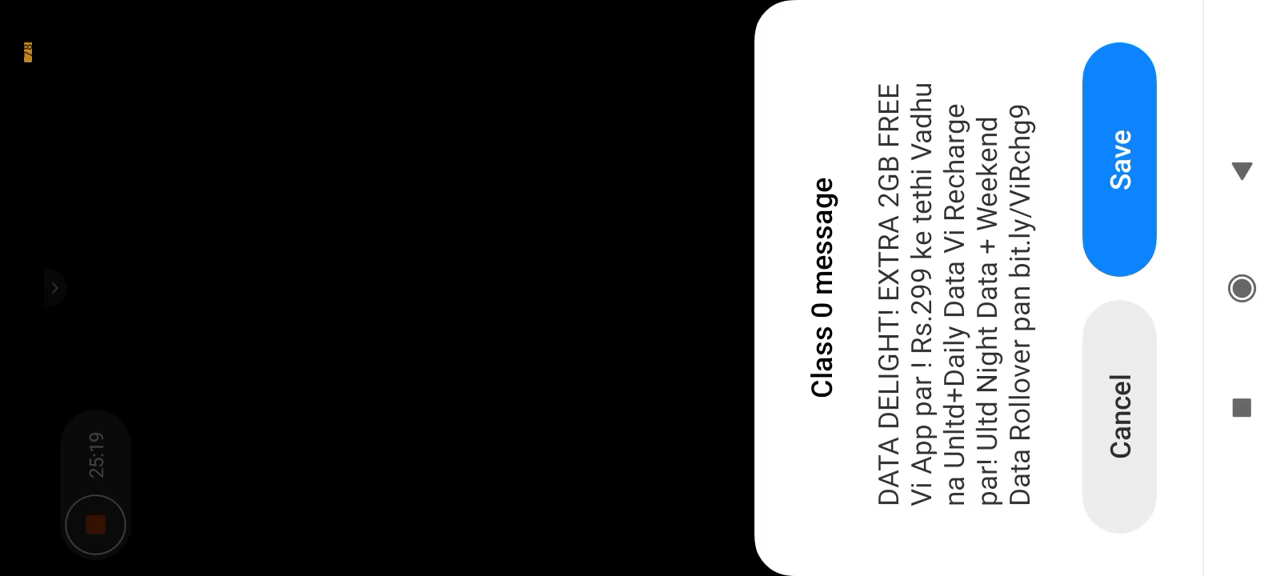 Class 0 message
DATA DELIGHT! EXTRA 2GB FREE
Vi App par ! Rs.299 ke tethi Vadhu
na Unltd+Daily Data Vi Recharge
par! Ultd Night Data + Weekend
Data Rollover pan bit.ly/ViRchg9
Cancel
Save
25:19